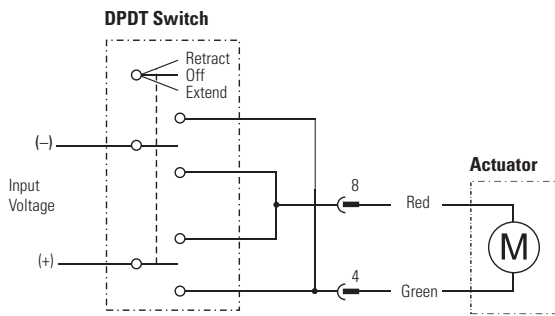 DPDT Switch
Retract
Off
Extend
(–)
Input
Voltage
(+)
8
Red
4
Green
Actuator
M